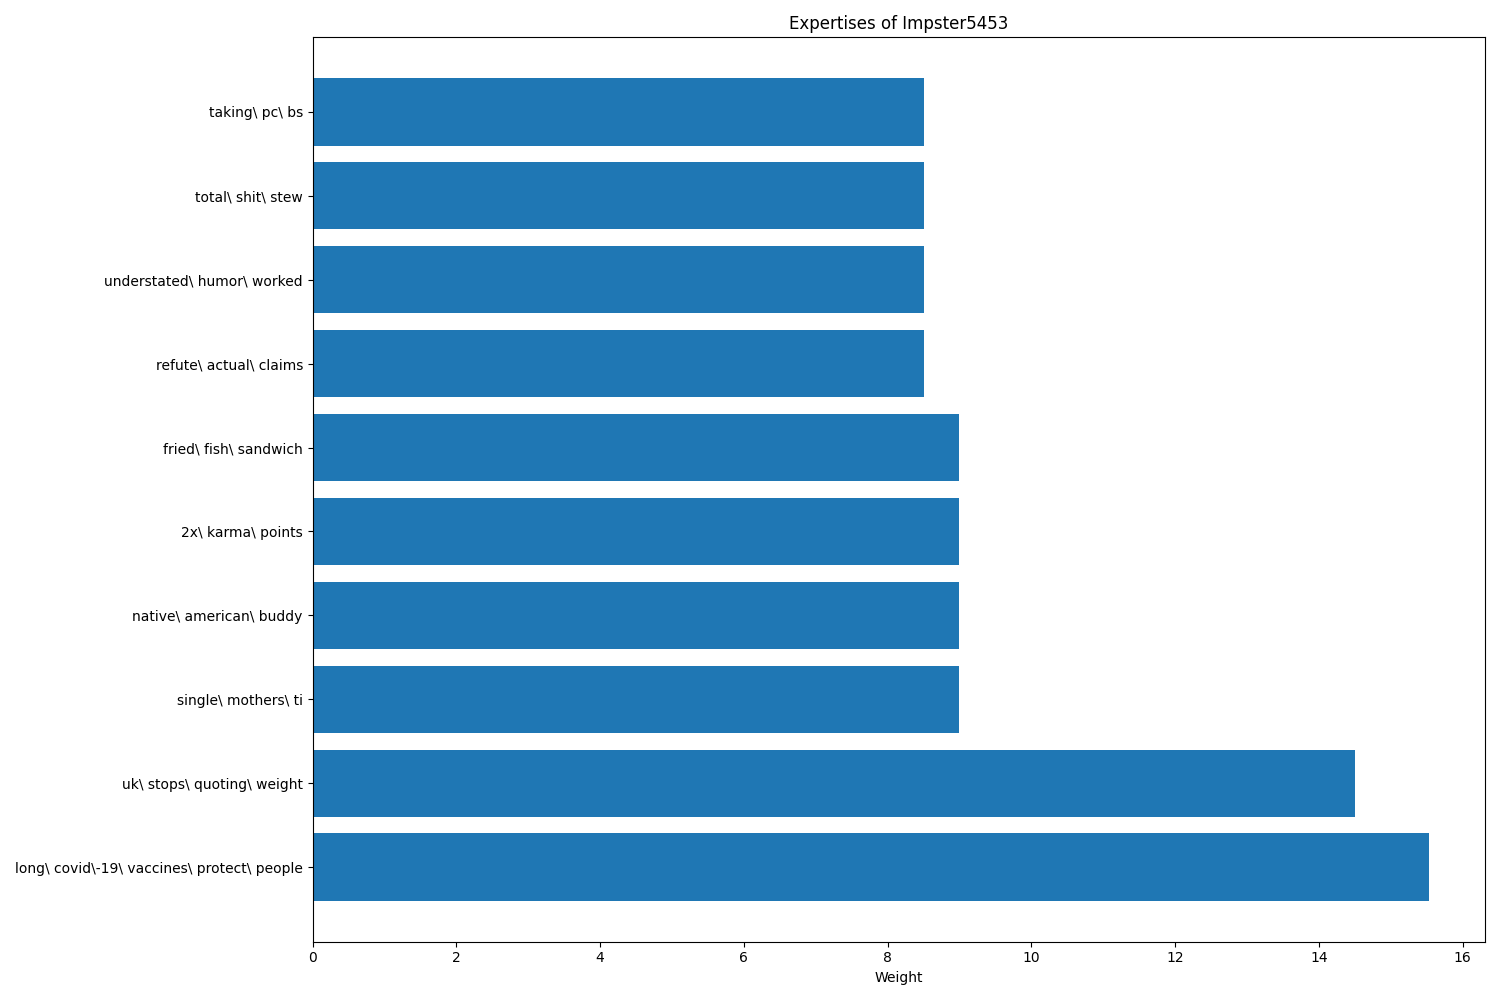 Expertises of Impster5453
taking\ pc\ bs
total\ shit\ stew
understated\ humor\ worked
refute\ actual\ claims
fried\ fish\ sandwich
2x\ karma\ points
native\ american\ buddy
single\ mothers\ ti
uk\ stops\ quoting\ weight
long\ covid\-19\ vaccines\ protect\ people
0 2 4 6 8 10 12 14 16
Weight